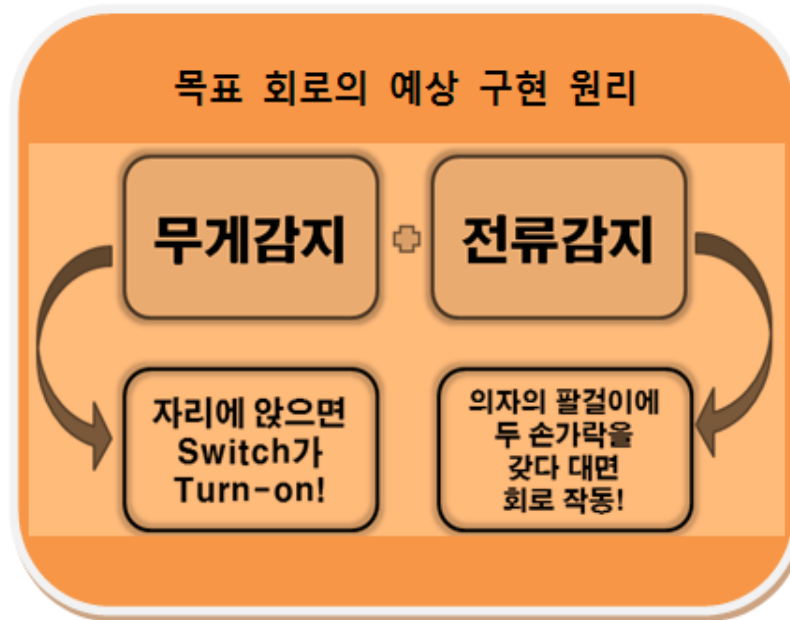 목표 회로의 예상 구현 원리
무게감지
전류감지
자리에 앉으면
Switch가
Turn-on!
의자의 팔걸이에
두 손가락을
갖다 대면
회로 작동!